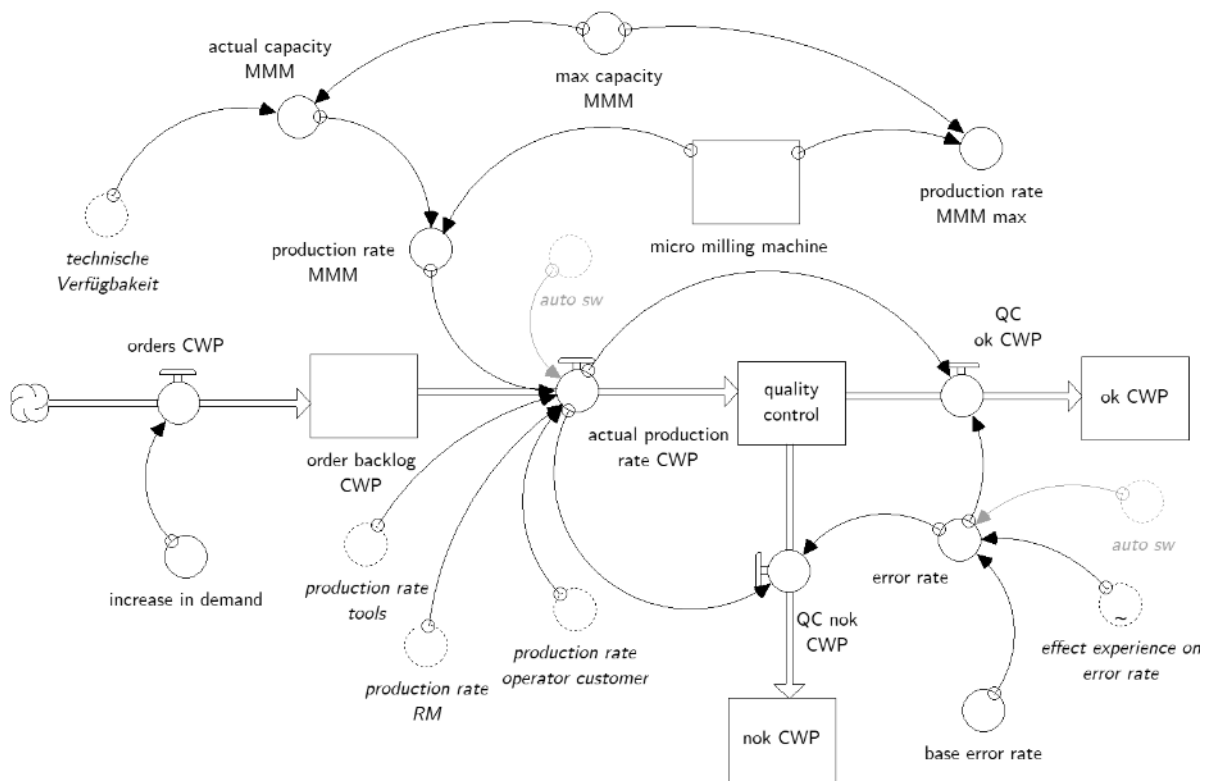 actual capacity
MMM
max capacity
MMM
production rate
MMM max
technische
Verfügbakeit
production rate
MMM
micro milling machine
auto sw
orders CWP
QC
ok CWP
quality
control
ok CWP
actual production
rate CWP
order backlog
CWP
increase in demand
production rate
tools
production rate
RM
production rate
operator customer
QC nok
CWP
error rate
auto sw
~
effect experience on
error rate
nok CWP
base error rate